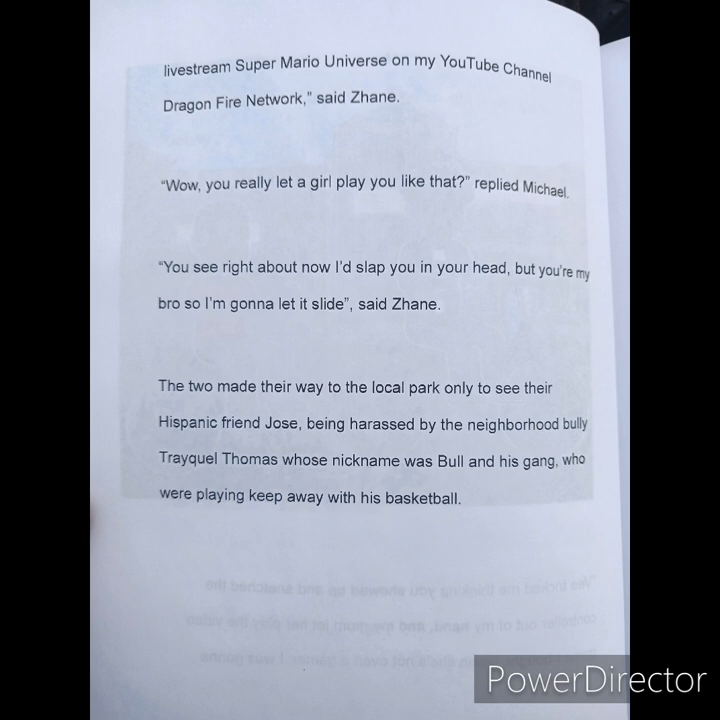 livestream Super Mario Universe on my YouTube Channel
Dragon Fire Network,” said Zhane.
“Wow, you really let a girl play you like that?” replied Michael.
“You see right about now I’d slap you in your head, but you’re my
bro so I’m gonna let it slide”, said Zhane.
The two made their way to the local park only to see their
Hispanic friend Jose, being harassed by the neighborhood bully
Trayquel Thomas whose nickname was Bull and his gang, who
were playing keep away with his basketball.
PowerDirector